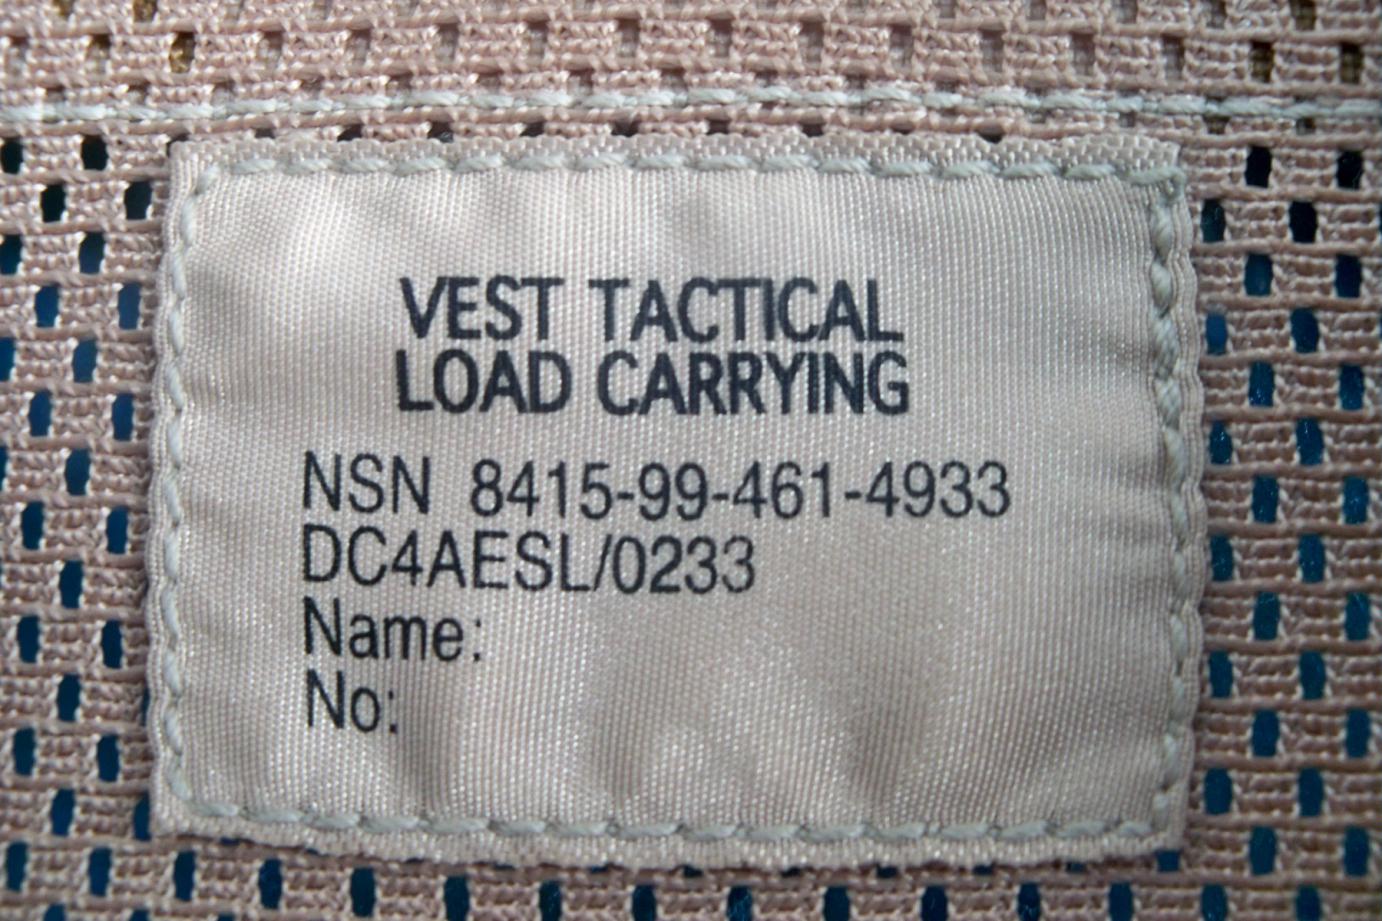 VEST TACTICAL
LOAD CARRYING
NSN 8415-99-461-4933
DC4AESL/0233
Name:
No: